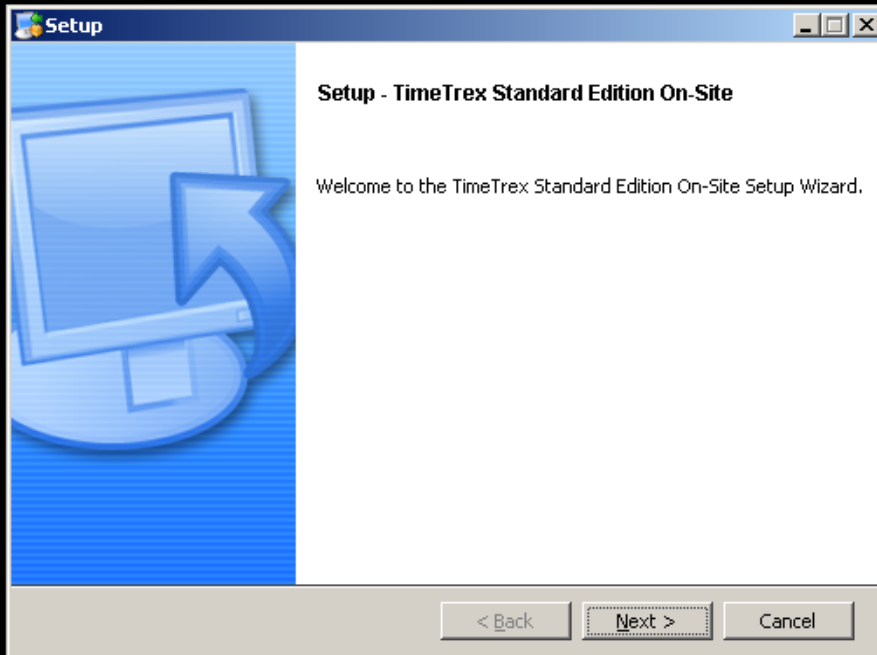 Setup
Setup - TimeTrex Standard Edition On-Site
Welcome to the TimeTrex Standard Edition On-Site Setup Wizard.
< Back
Next >
Cancel